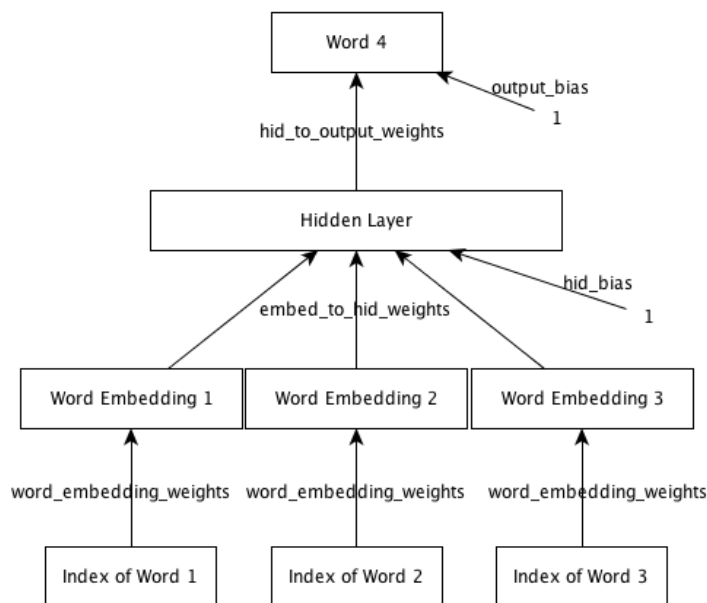 Word 4
output_bias
1
hid_to_output_weights
Hidden Layer
hid_bias
1
embed_to_hid_weights
Word Embedding 1
Word Embedding 2
Word Embedding 3
word_embedding_weights
word_embedding_weights
word_embedding_weights
Index of Word 1
Index of Word 2
Index of Word 3